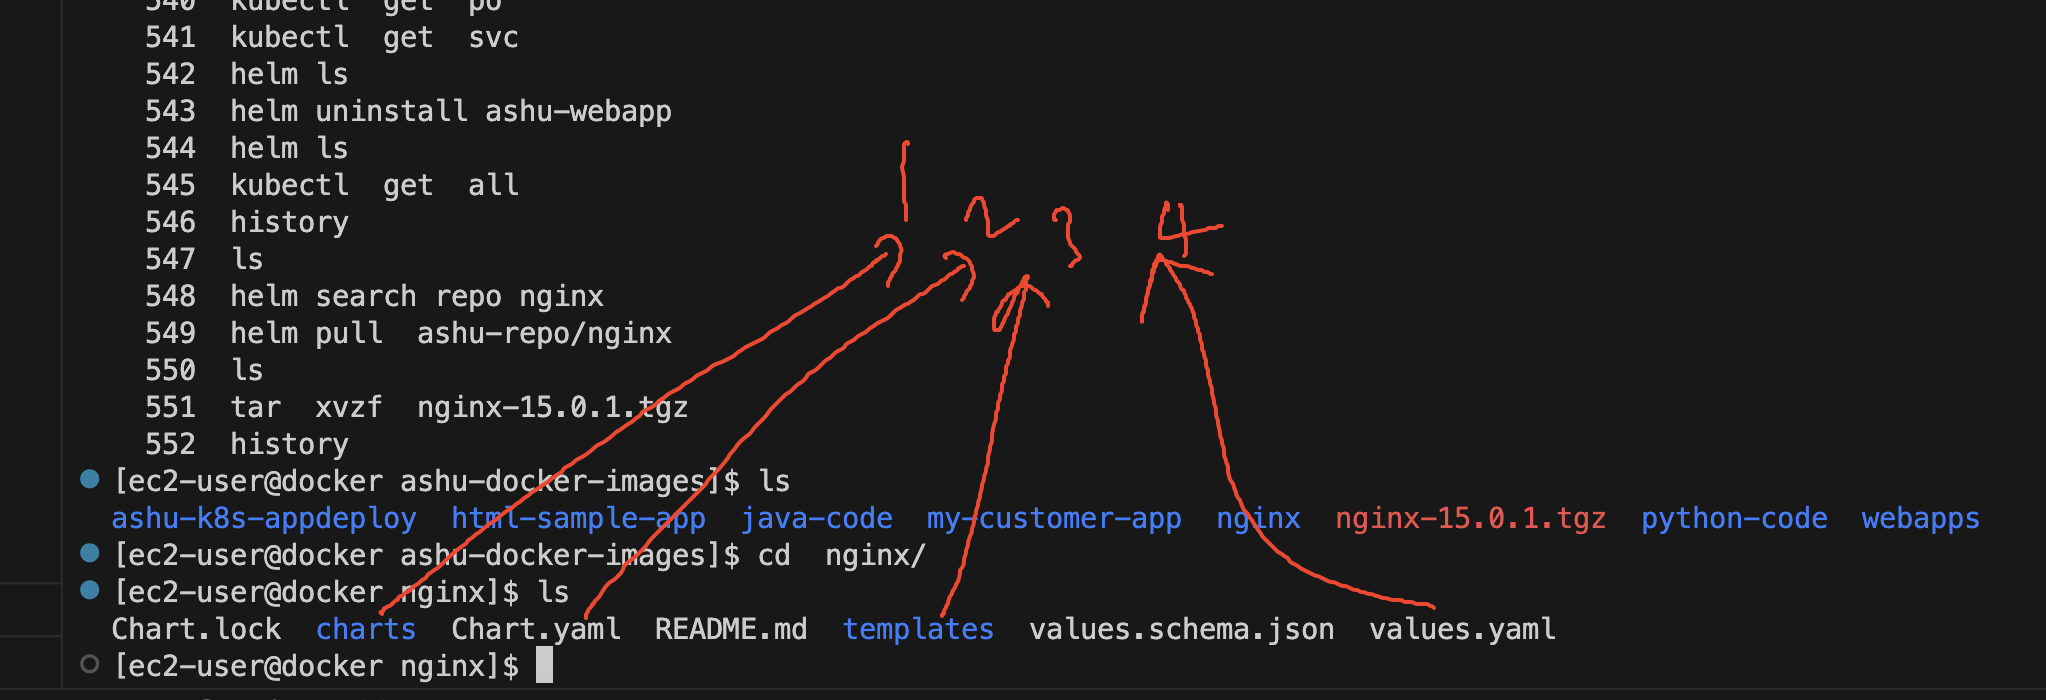 540  kubectl  get  po
541  kubectl  get  svc
542  helm ls
543  helm uninstall ashu-webapp
544  helm ls
545  kubectl  get  all
546  history
547  ls
548  helm search repo nginx
549  helm pull  ashu-repo/nginx
550  ls
551  tar  xvzf  nginx-15.0.1.tgz
552  history
1 2 3 4
[ec2-user@docker ashu-docker-images]$ ls
ashu-k8s-appdeploy  html-sample-app  java-code  my-customer-app  nginx  nginx-15.0.1.tgz  python-code  webapps
[ec2-user@docker ashu-docker-images]$ cd  nginx/
[ec2-user@docker nginx]$ ls
Chart.lock  charts  Chart.yaml  README.md  templates  values.schema.json  values.yaml
[ec2-user@docker nginx]$